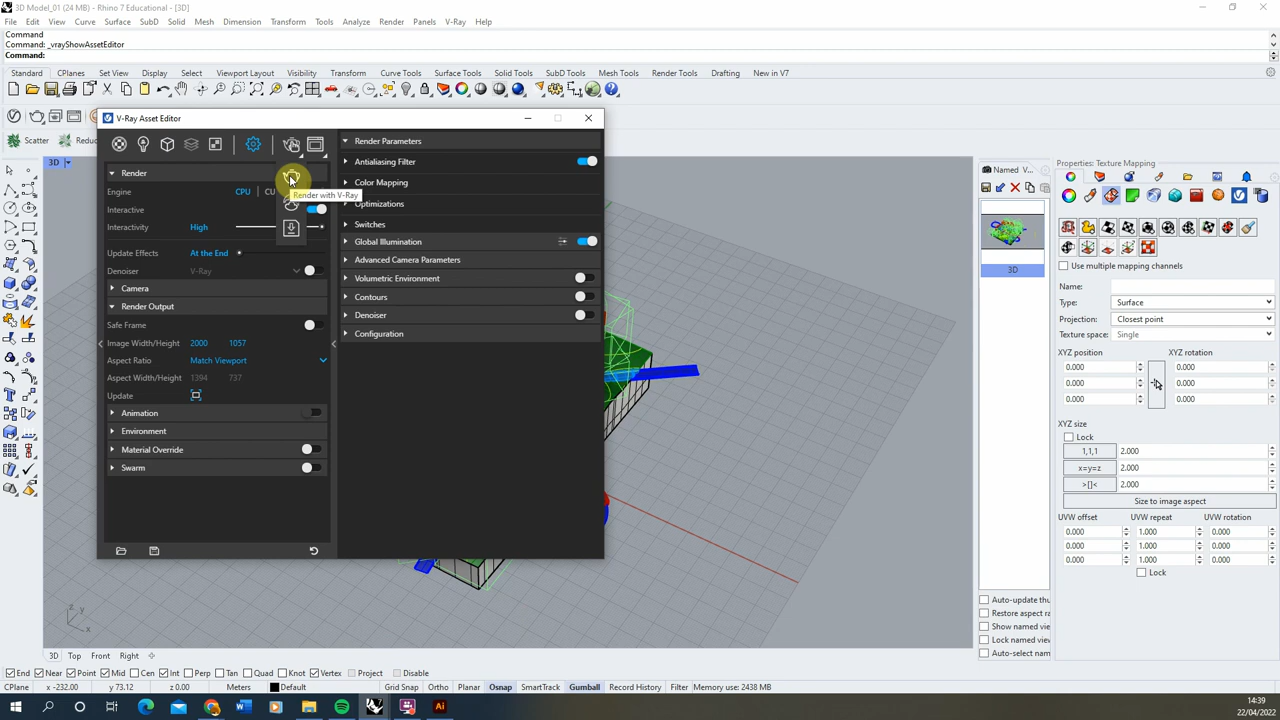 3D Model_01 (24 MB) - Rhino 7 Educational - [3D]
File Edit View Curve Surface SubD Solid Mesh Dimension Transform Tools Analyze Render Panels V-Ray Help
Command
Command: _vrayShowAssetEditor
Command:
Standard CPlanes Set View Display Select Viewport Layout Visibility Transform Curve Tools Surface Tools Solid Tools SubD Tools Mesh Tools Render Tools Drafting New in V7
V-Ray Asset Editor
Scatter
3D
Render
Engine CPU CU
Render with V-Ray
Interactive
Interactivity High
Update Effects At the End
Denoiser V-Ray
Camera
Render Output
Safe Frame
Image Width/Height 2000 1057
Aspect Ratio Match Viewport
Aspect Width/Height 1394 737
Update
Animation
Environment
Material Override
Swarm
Render Parameters
Antialiasing Filter
Color Mapping
Optimizations
Switches
Global Illumination
Advanced Camera Parameters
Volumetric Environment
Contours
Denoiser
Configuration
Named V
3D
Auto-update thu
Restore aspect ra
Show named vie
Lock named view
Auto-select nam
Properties: Texture Mapping
Use multiple mapping channels
Name:
Type: Surface
Projection: Closest point
Texture space: Single
XYZ position XYZ rotation
0.000 0.000
0.000 0.000
0.000 0.000
XYZ size
Lock
1,1,1 2.000
x=y=z 2.000
>[]< 2.000
Size to image aspect
UVW offset UVW repeat UVW rotation
0.000 1.000 0.000
0.000 1.000 0.000
0.000 1.000 0.000
Lock
z y
x
3D Top Front Right
End Near Point Mid Cen Int Perp Tan Quad Knot Vertex Project Disable
CPlane x -232.00 y 73.12 z 0.00 Meters Default Grid Snap Ortho Planar Osnap SmartTrack Gumball Record History Filter Memory use: 2438 MB
14:39
22/04/2022